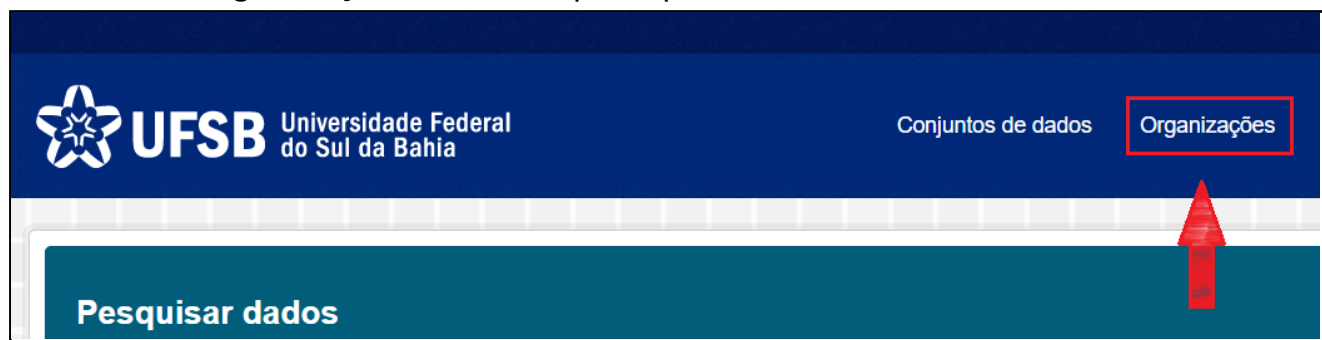 UFSB Universidade Federal
do Sul da Bahia
Conjuntos de dados
Organizações
Pesquisar dados